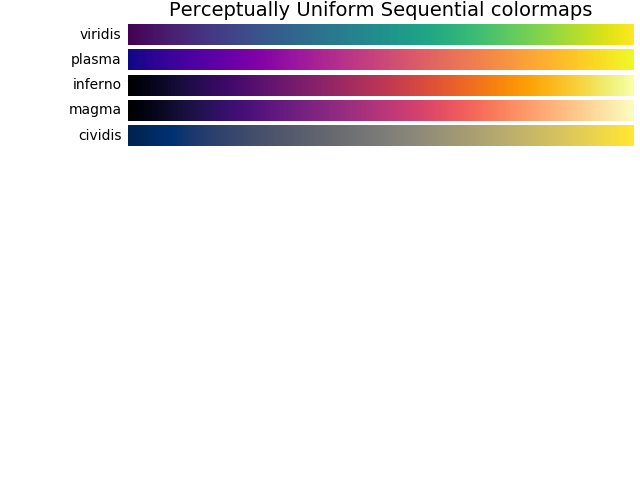 Perceptually Uniform Sequential colormaps
viridis
plasma
inferno
magma
cividis